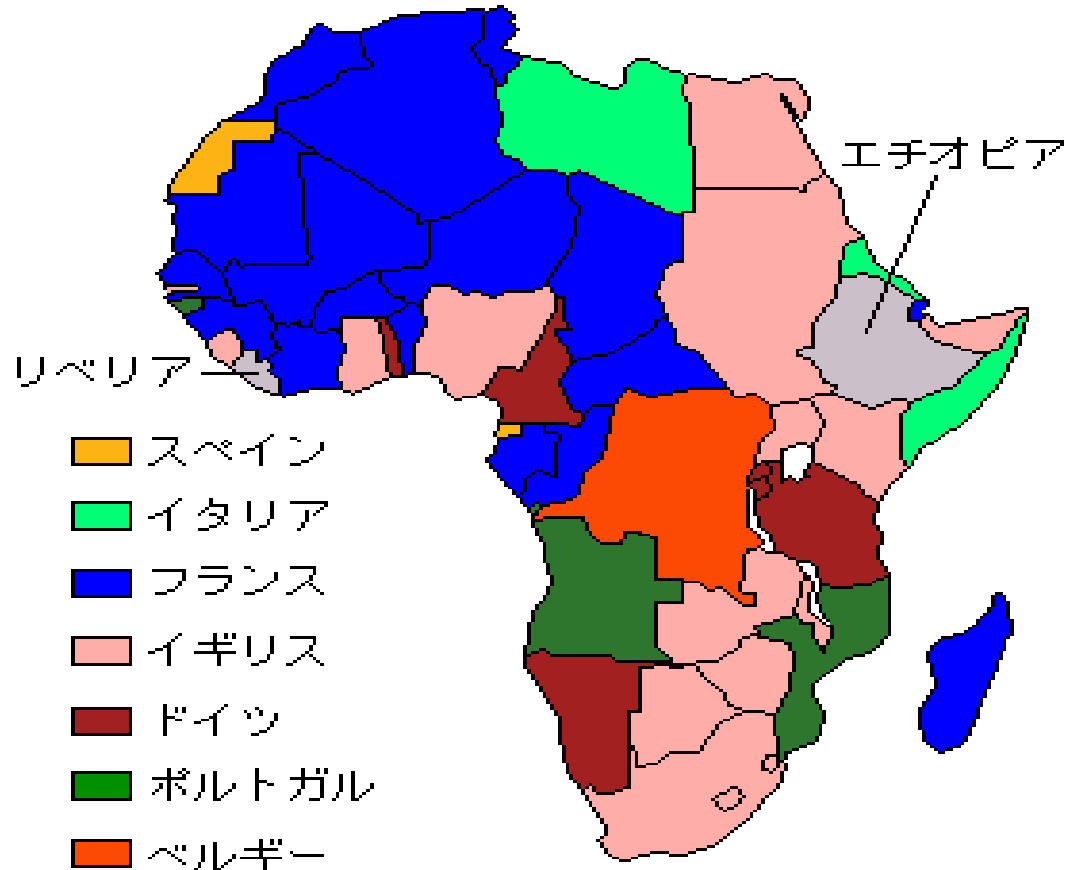 エチオピア
リベリア
スペイン
イタリア
フランス
イギリス
ドイツ
ポルトガル
ベルギー